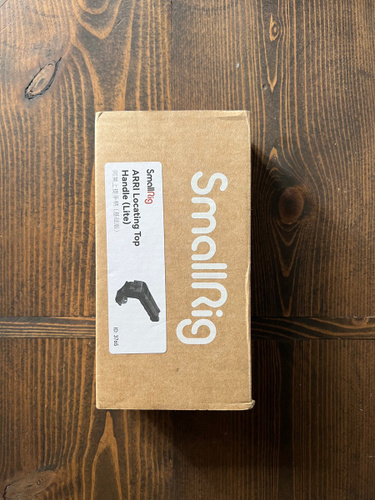 SmallRig
SmallRig
ARRI Locating Top
Handle (Lite)
ID: 3765